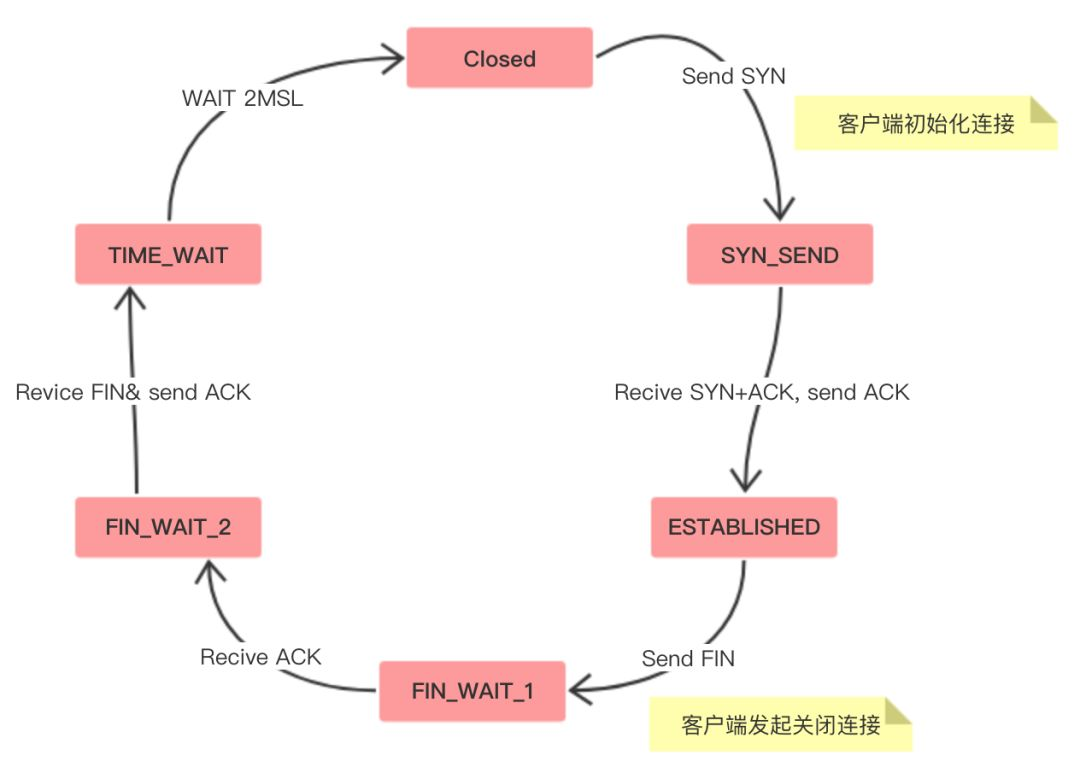 Closed
Send SYN
WAIT 2MSL
客户端初始化连接
TIME_WAIT
SYN_SEND
Revice FIN& send ACK
Recive SYN+ACK, send ACK
FIN_WAIT_2
ESTABLISHED
Recive ACK
Send FIN
FIN_WAIT_1
客户端发起关闭连接